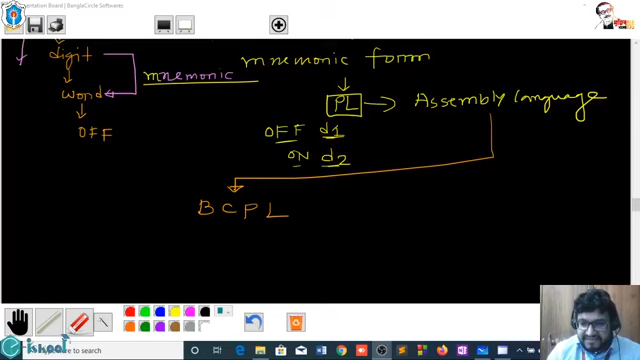 esentation Board / BanglaCircle Softwares
digit
mnemonic form
mnemonic
word
PL
Assembly language
OFF
OFF d1
ON d2
BCPL
e-ishool
Type here to search